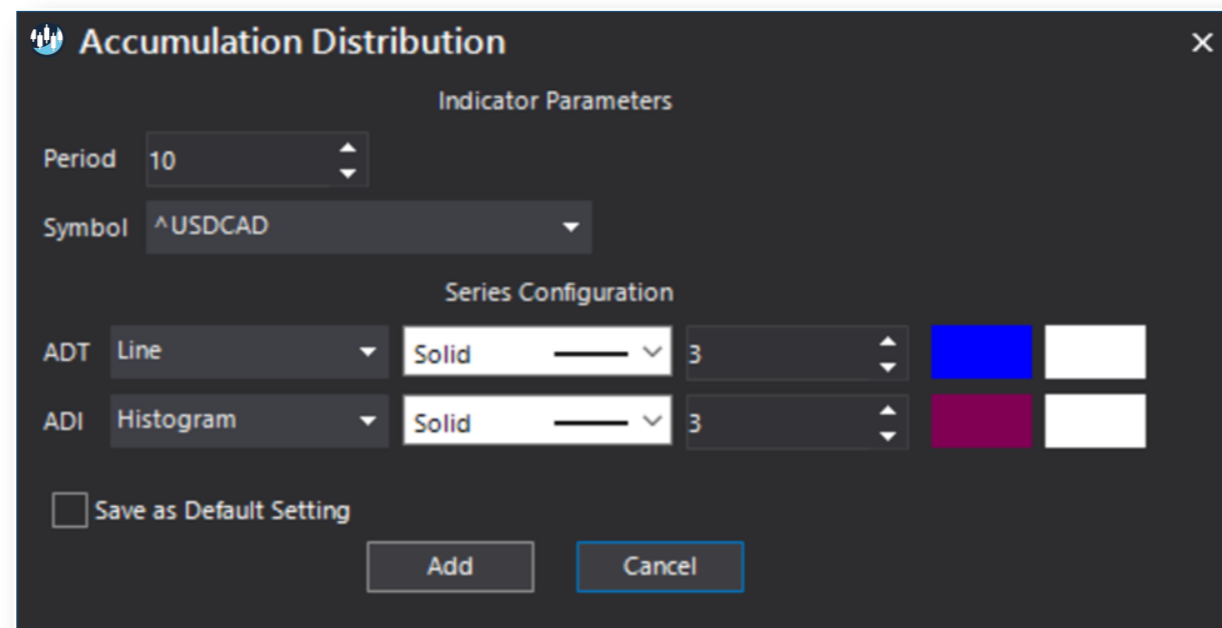 Accumulation Distribution
Indicator Parameters
Period 10
Symbol ^USDCAD
Series Configuration
ADT Line Solid 3
ADI Histogram Solid 3
Save as Default Setting
Add Cancel